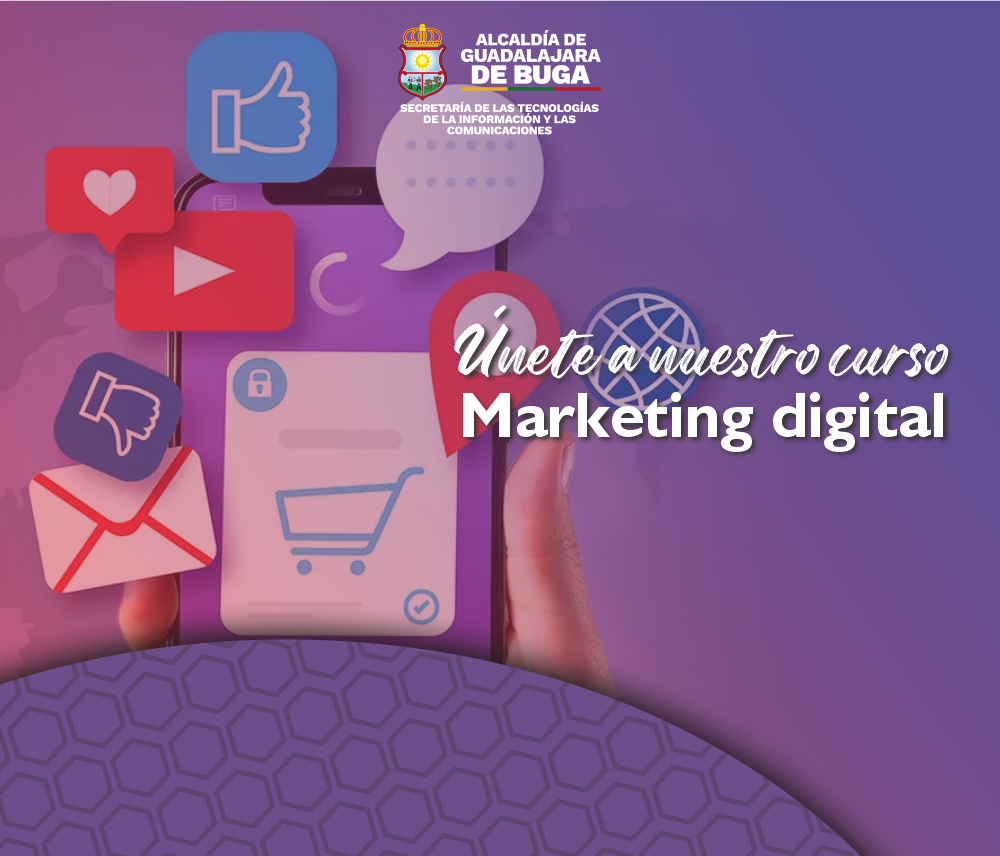 ALCALDÍA DE
GUADALAJARA
DE BUGA
SECRETARÍA DE LAS TECNOLOGÍAS
DE LA INFORMACIÓN Y LAS
COMUNICACIONES
Únete a nuestro curso
Marketing digital